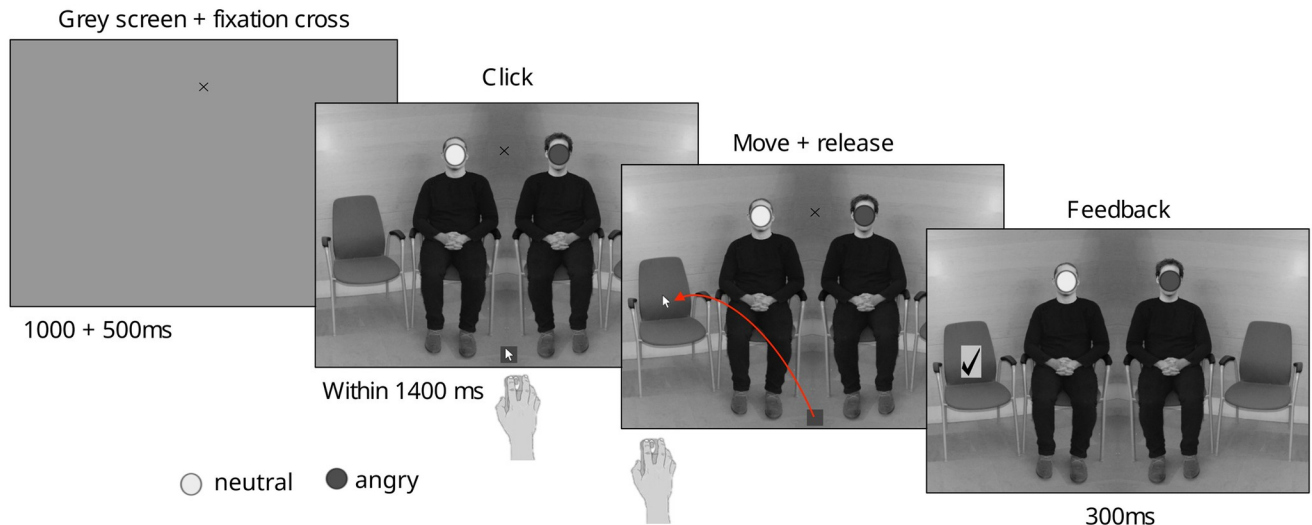 Grey screen + fixation cross
Click
Move + release
Feedback
1000 + 500ms
Within 1400 ms
neutral
angry
300ms